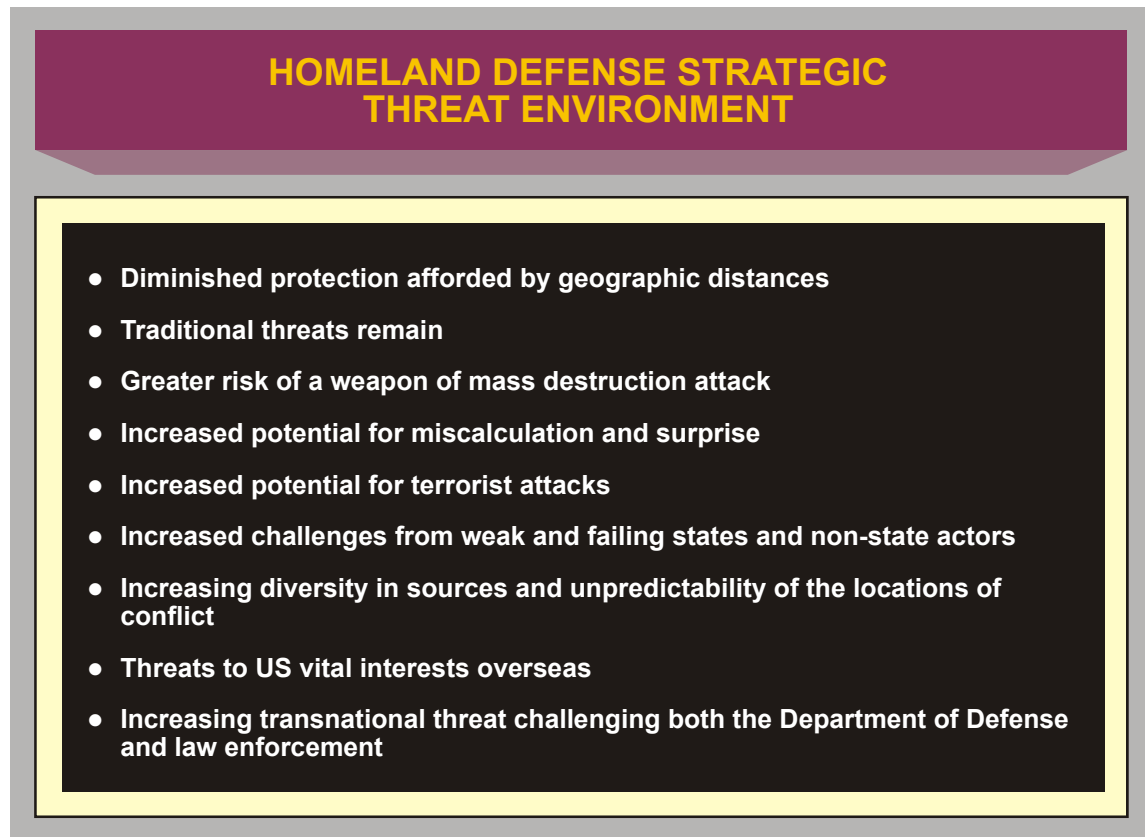 HOMELAND DEFENSE STRATEGIC
THREAT ENVIRONMENT
● Diminished protection afforded by geographic distances
● Traditional threats remain
● Greater risk of a weapon of mass destruction attack
● Increased potential for miscalculation and surprise
● Increased potential for terrorist attacks
● Increased challenges from weak and failing states and non-state actors
● Increasing diversity in sources and unpredictability of the locations of
conflict
● Threats to US vital interests overseas
● Increasing transnational threat challenging both the Department of Defense
and law enforcement